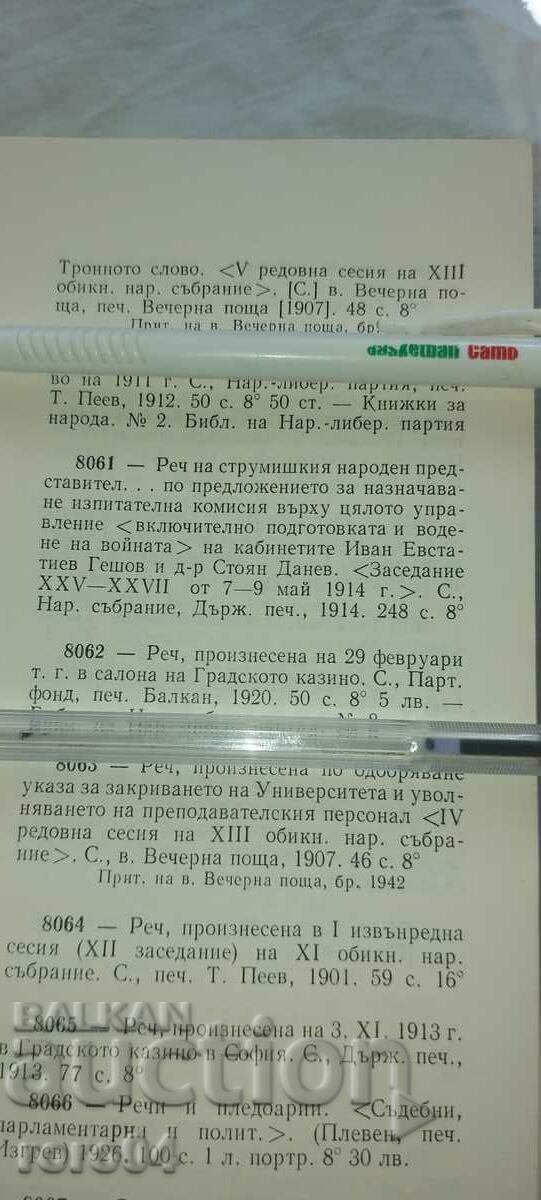 Тронното слово. <V редовна сесия на XIII
обикн. нар. събрание>. [С.] в. Вечерна по-
ща, печ. Вечерна поща [1907]. 48 с. 8°
Прит. на в. Вечерна поща, бр.
basketball camp
во на 1911 г. С., Нар.-либер. партия, печ.
Т. Пеев, 1912. 50 с. 8° 50 ст. — Книжки за
народа. № 2. Библ. на Нар.-либер. партия
8061 — Реч на струмишкия народен пред-
ставител. . . по предложението за назначава-
не изпитателна комисия върху цялото упра-
вление <включително подготовката и воде-
не на войната> на кабинетите Иван Евста-
тиев Гешов и д-р Стоян Данев. <Заседание
XXV—XXVII от 7—9 май 1914 г.>. С.,
Нар. събрание, Държ. печ., 1914. 248 с. 8°
8062 — Реч, произнесена на 29 февруари
т. г. в салона на Градското казино. С., Парт.
фонд, печ. Балкан, 1920. 50 с. 8° 5 лв. —
8063 — Реч, произнесена по одобряване
указа за закриването на Университета и увол-
няването на преподавателския персонал <IV
редовна сесия на XIII обикн. нар. събра-
ние>. С., в. Вечерна поща, 1907. 46 с. 8°
Прит. на в. Вечерна поща, бр. 1942
8064 — Реч, произнесена в I извънредна
сесия (XII заседание) на XI обикн. нар.
събрание. С., печ. Т. Пеев, 1901. 59 с. 16°
BALKAN
auction
8065 — Реч, произнесена на 3. XI. 1913 г.
в Градското казино в София. С., Държ. печ.,
1913. 77 с. 8°
8066 — Речи и пледоарии. <Съдебни,
парламентарни и полит.>. (Плевен, печ.
Изгрев) 1926. 100 с. 1 л. портр. 8° 30 лв.
roro04